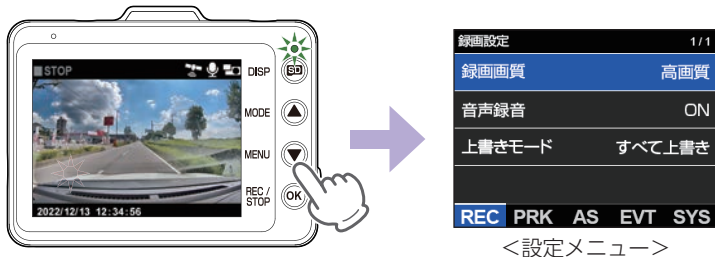 ■STOP
DISP
SD
MODE
MENU
REC /
STOP
OK
2022/12/13 12:34:56
録画設定 1/1
録画画質 高画質
音声録音 ON
上書きモード すべて上書き
REC PRK AS EVT SYS
<設定メニュー>